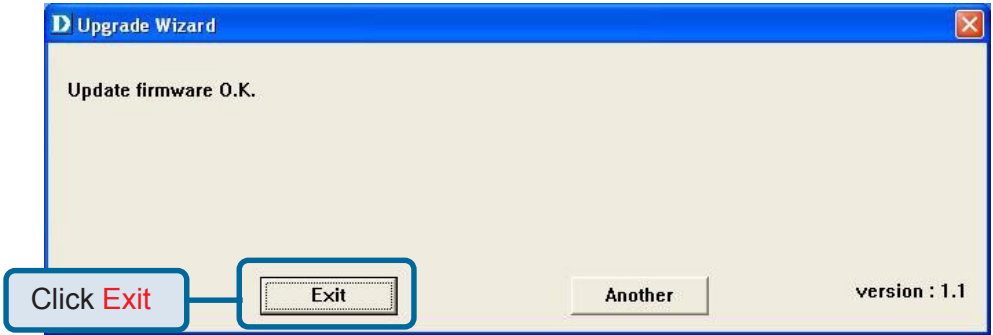 D Upgrade Wizard
Update firmware O.K.
Click Exit
Exit
Another
version : 1.1